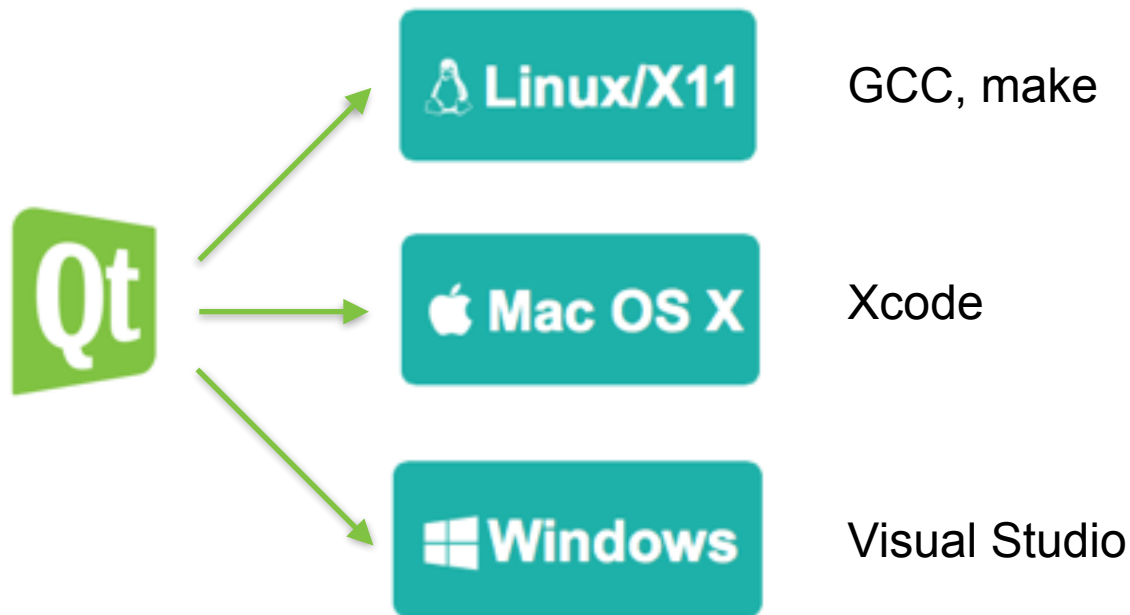 Linux/X11
GCC, make
Qt
Mac OS X
Xcode
Windows
Visual Studio